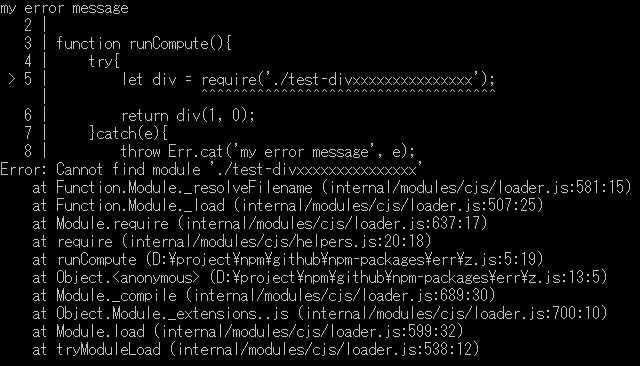 my error message
   2 |
   3 | function runCompute(){
   4 |     try{
 > 5 |         let div = require('./test-divxxxxxxxxxxxxxxx');
     |                   ^^^^^^^^^^^^^^^^^^^^^^^^^^^^^^^^^^^^
   6 |         return div(1, 0);
   7 |     }catch(e){
   8 |         throw Err.cat('my error message', e);
Error: Cannot find module './test-divxxxxxxxxxxxxxxx'
    at Function.Module._resolveFilename (internal/modules/cjs/loader.js:581:15)
    at Function.Module._load (internal/modules/cjs/loader.js:507:25)
    at Module.require (internal/modules/cjs/loader.js:637:17)
    at require (internal/modules/cjs/helpers.js:20:18)
    at runCompute (D:¥project¥npm¥github¥npm-packages¥err¥z.js:5:19)
    at Object.<anonymous> (D:¥project¥npm¥github¥npm-packages¥err¥z.js:13:5)
    at Module._compile (internal/modules/cjs/loader.js:689:30)
    at Object.Module._extensions..js (internal/modules/cjs/loader.js:700:10)
    at Module.load (internal/modules/cjs/loader.js:599:32)
    at tryModuleLoad (internal/modules/cjs/loader.js:538:12)